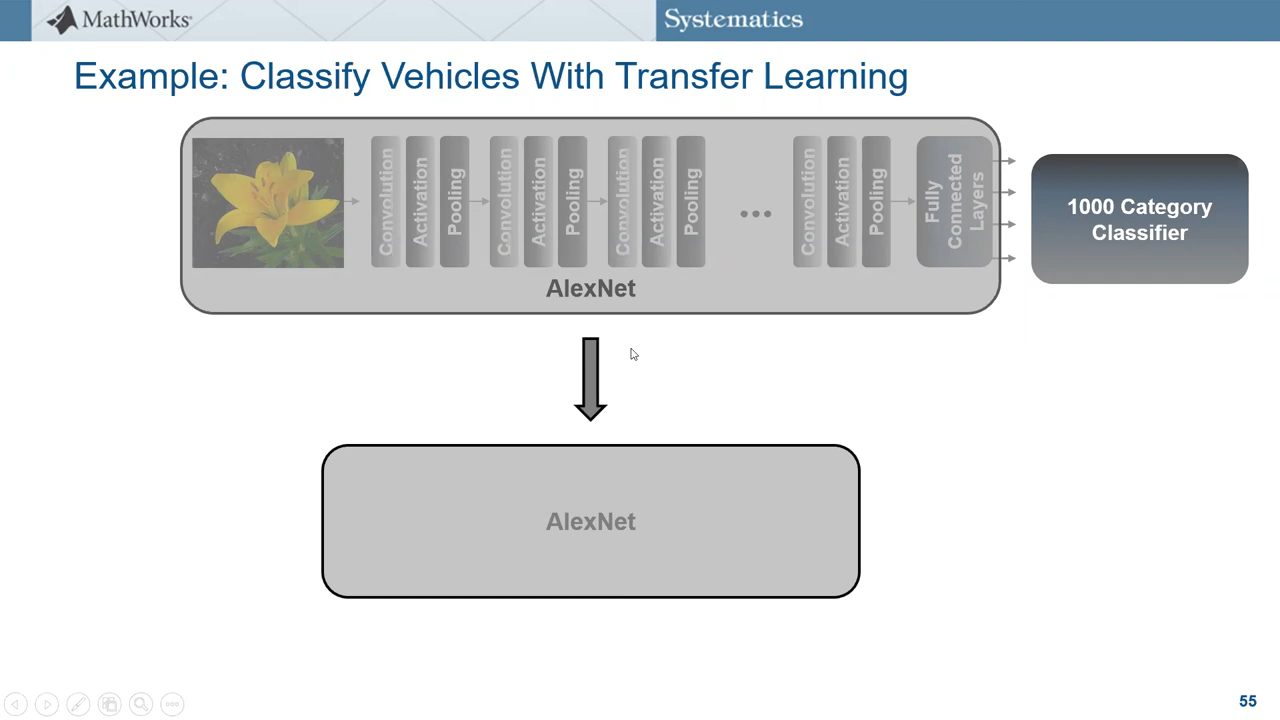 MathWorks®
Systematics
Example: Classify Vehicles With Transfer Learning
Convolution
Activation
Pooling
Convolution
Activation
Pooling
Convolution
Activation
Pooling
...
Convolution
Activation
Pooling
Fully
Connected
Layers
AlexNet
1000 Category
Classifier
AlexNet
55